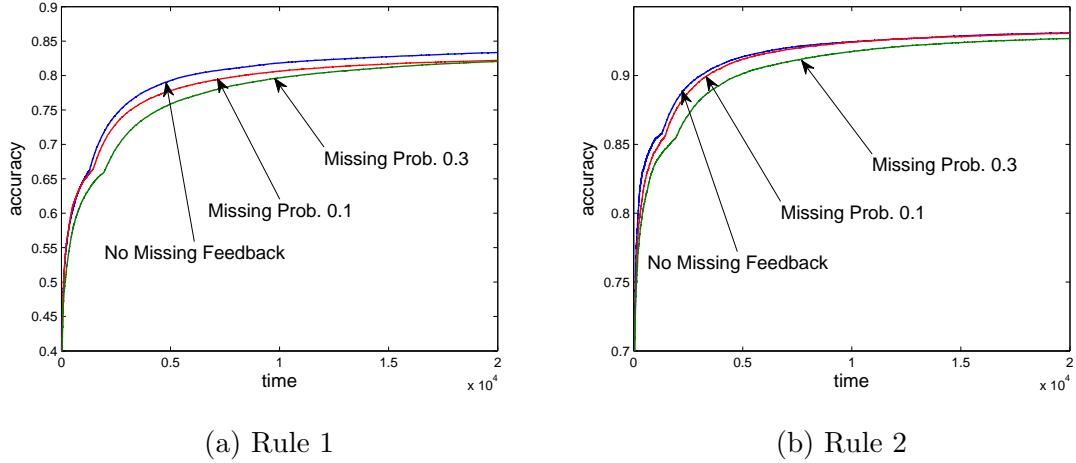 0.9
0.85
0.8
0.75
0.7
0.65
0.6
0.55
0.5
0.45
0.4
accuracy
Missing Prob. 0.3
Missing Prob. 0.1
No Missing Feedback
0 0.5 1 1.5 2
time
x 10^4
(a) Rule 1
0.9
0.85
0.8
0.75
0.7
accuracy
Missing Prob. 0.3
Missing Prob. 0.1
No Missing Feedback
0 0.5 1 1.5 2
time
x 10^4
(b) Rule 2